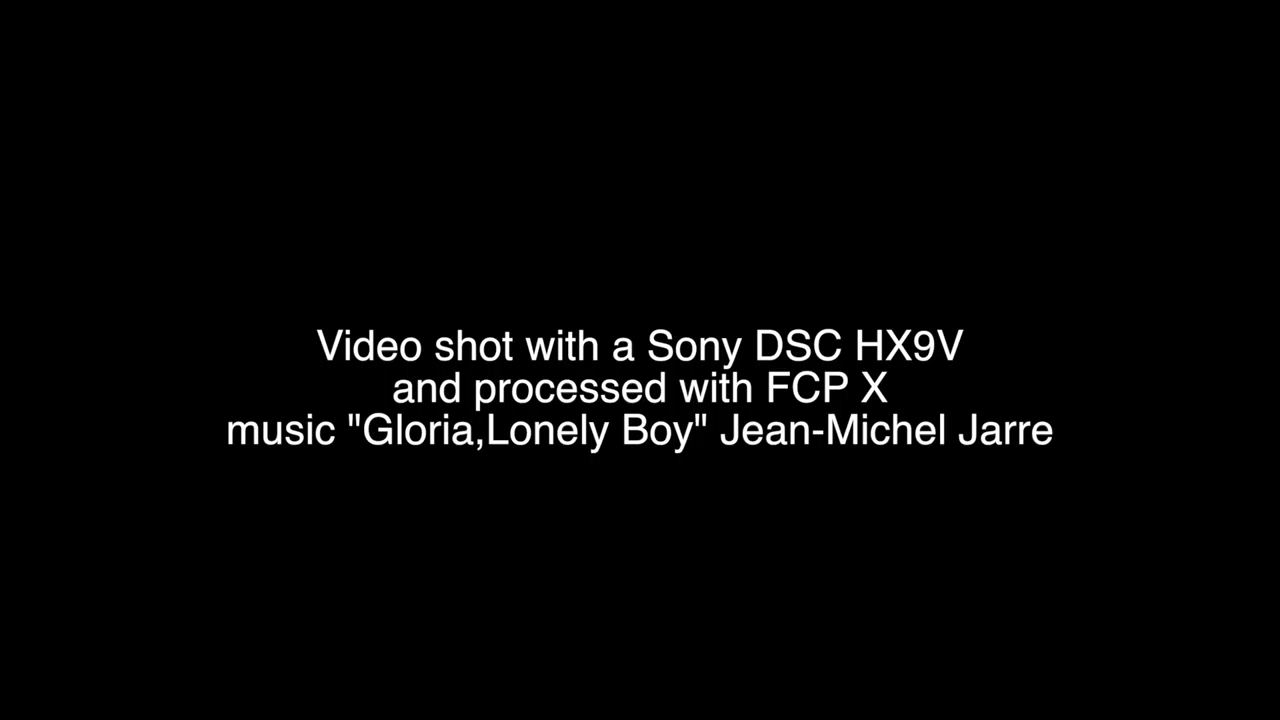 Video shot with a Sony DSC HX9V
and processed with FCP X
music "Gloria,Lonely Boy" Jean-Michel Jarre